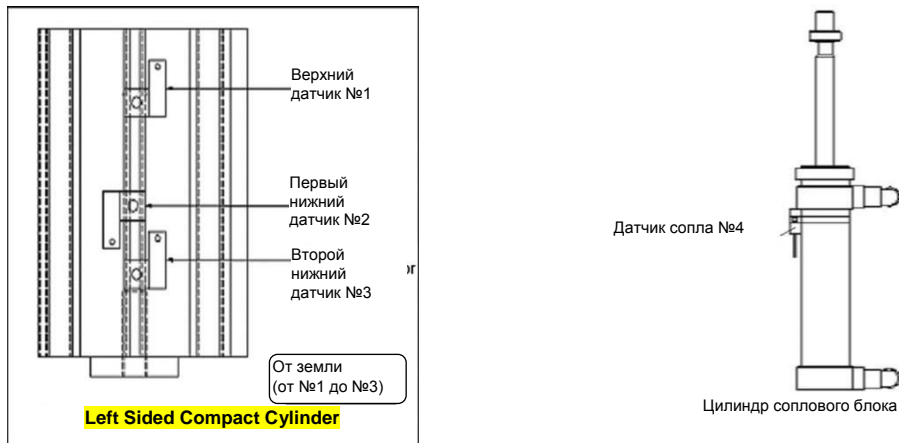 Верхний
датчик №1
Первый
нижний
датчик №2
Второй
нижний
датчик №3
От земли
(от №1 до №3)
Left Sided Compact Cylinder
Датчик сопла №4
Цилиндр соплового блока